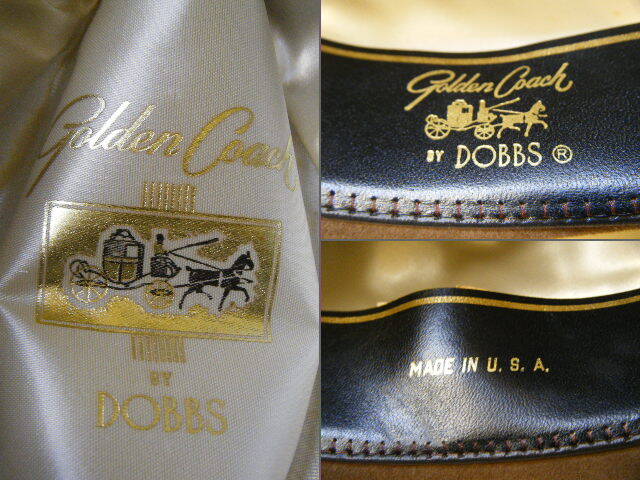 Golden Coach
BY
DOBBS
Golden Coach
BY DOBBS ®
MADE IN U. S. A.